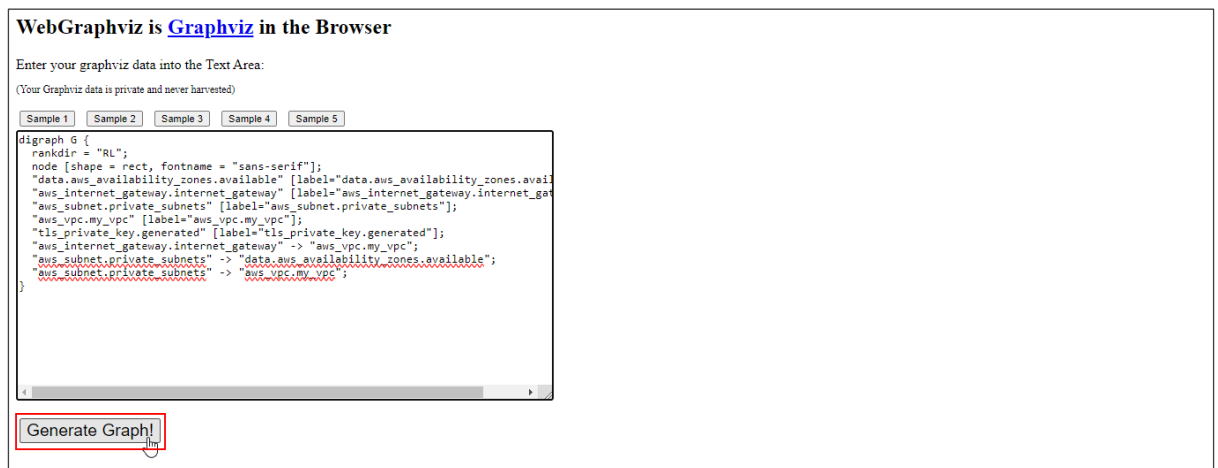 WebGraphviz is Graphviz in the Browser
Enter your graphviz data into the Text Area:
(Your Graphviz data is private and never harvested)
Sample 1 Sample 2 Sample 3 Sample 4 Sample 5
digraph G {
rankdir = "RL";
node [shape = rect, fontname = "sans-serif"];
"data.aws_availability_zones.available" [label="data.aws_availability_zones.avail
"aws_internet_gateway.internet_gateway" [label="aws_internet_gateway.internet_gat
"aws_subnet.private_subnets" [label="aws_subnet.private_subnets"];
"aws_vpc.my_vpc" [label="aws_vpc.my_vpc"];
"tls_private_key.generated" [label="tls_private_key.generated"];
"aws_internet_gateway.internet_gateway" -> "aws_vpc.my_vpc";
"aws_subnet.private_subnets" -> "data.aws_availability_zones.available";
"aws_subnet.private_subnets" -> "aws_vpc.my_vpc";
}
Generate Graph!